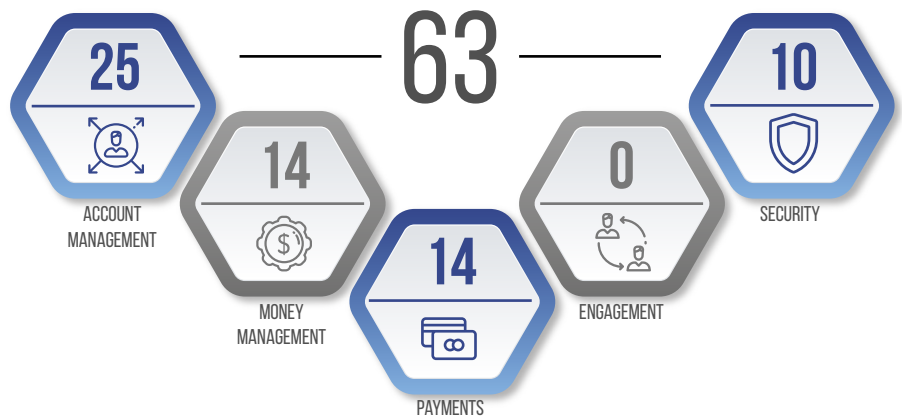 63
25
ACCOUNT
MANAGEMENT
14
$
MONEY
MANAGEMENT
14
PAYMENTS
0
ENGAGEMENT
10
SECURITY